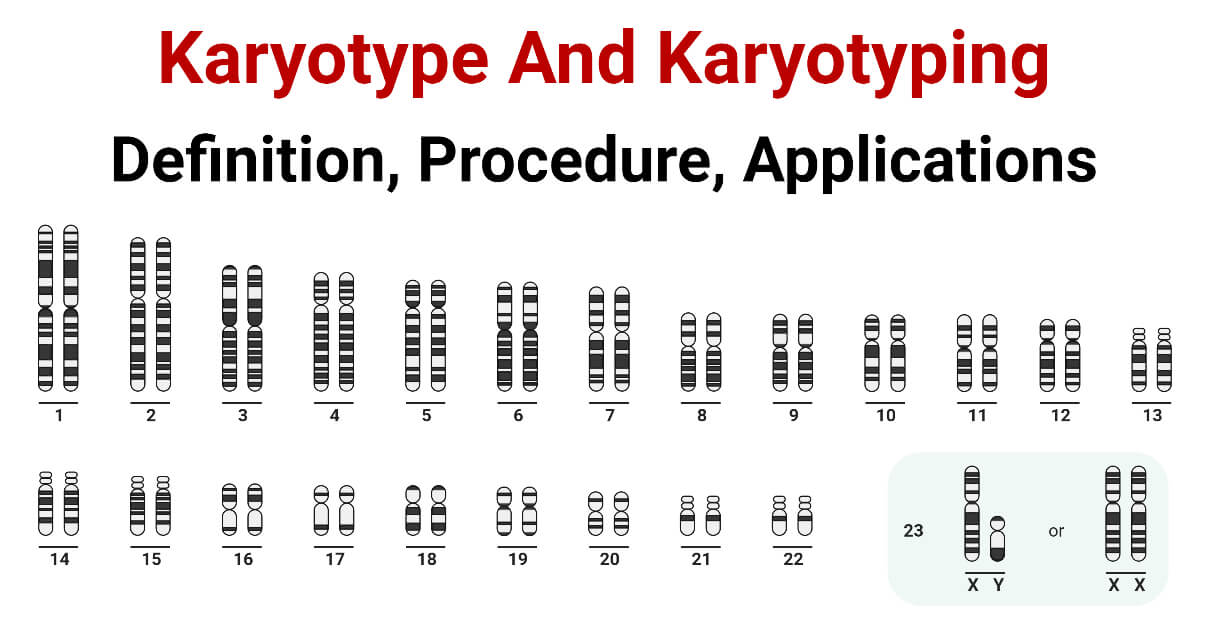 Karyotype And Karyotyping
Definition, Procedure, Applications
1 2 3 4 5 6 7 8 9 10 11 12 13
14 15 16 17 18 19 20 21 22
23 or
X Y X X